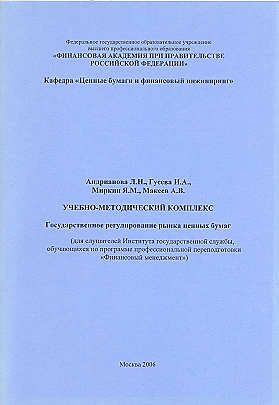 Федеральное государственное образовательное учреждение
высшего профессионального образования
«ФИНАНСОВАЯ АКАДЕМИЯ ПРИ ПРАВИТЕЛЬСТВЕ
РОССИЙСКОЙ ФЕДЕРАЦИИ»
Кафедра «Ценные бумаги и финансовый инжиниринг»
Андрианова Л.Н., Гусева И.А.,
Миркин Я.М., Макеев А.В.
УЧЕБНО-МЕТОДИЧЕСКИЙ КОМПЛЕКС
Государственное регулирование рынка ценных бумаг
(для слушателей Института государственной службы,
обучающихся по программе профессиональной переподготовки
«Финансовый менеджмент»)
Москва 2006